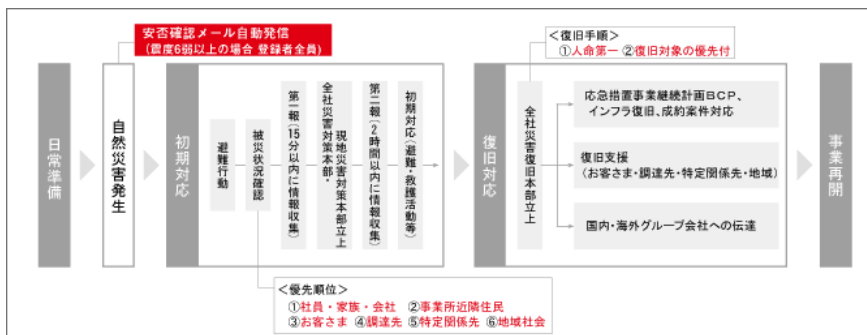 安否確認メール自動発信
(震度6弱以上の場合 登録者全員)
日常準備
自然災害発生
初期対応
避難行動
被災状況確認
第一報(15分以内に情報収集)
全社災害対策本部・
現地災害対策本部立上
第二報(2時間以内に情報収集)
初期対応(避難・救護活動等)
<優先順位>
①社員・家族・会社 ②事業所近隣住民
③お客さま ④調達先 ⑤特定関係先 ⑥地域社会
復旧対応
<復旧手順>
①人命第一 ②復旧対象の優先付
全社災害復旧本部立上
応急措置事業継続計画BCP、
インフラ復旧、成約案件対応
復旧支援
(お客さま・調達先・特定関係先・地域)
国内・海外グループ会社への伝達
事業再開